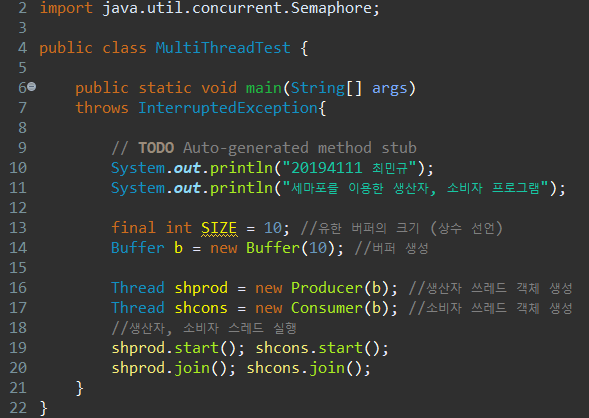 2 import java.util.concurrent.Semaphore;
3
4 public class MultiThreadTest {
5
6 public static void main(String[] args)
7 throws InterruptedException{
8
9 // TODO Auto-generated method stub
10 System.out.println("20194111 최민규");
11 System.out.println("세마포를 이용한 생산자, 소비자 프로그램");
12
13 final int SIZE = 10; //유한 버퍼의 크기 (상수 선언)
14 Buffer b = new Buffer(10); //버퍼 생성
15
16 Thread shprod = new Producer(b); //생산자 쓰레드 객체 생성
17 Thread shcons = new Consumer(b); //소비자 쓰레드 객체 생성
18 //생산자, 소비자 스레드 실행
19 shprod.start(); shcons.start();
20 shprod.join(); shcons.join();
21 }
22 }